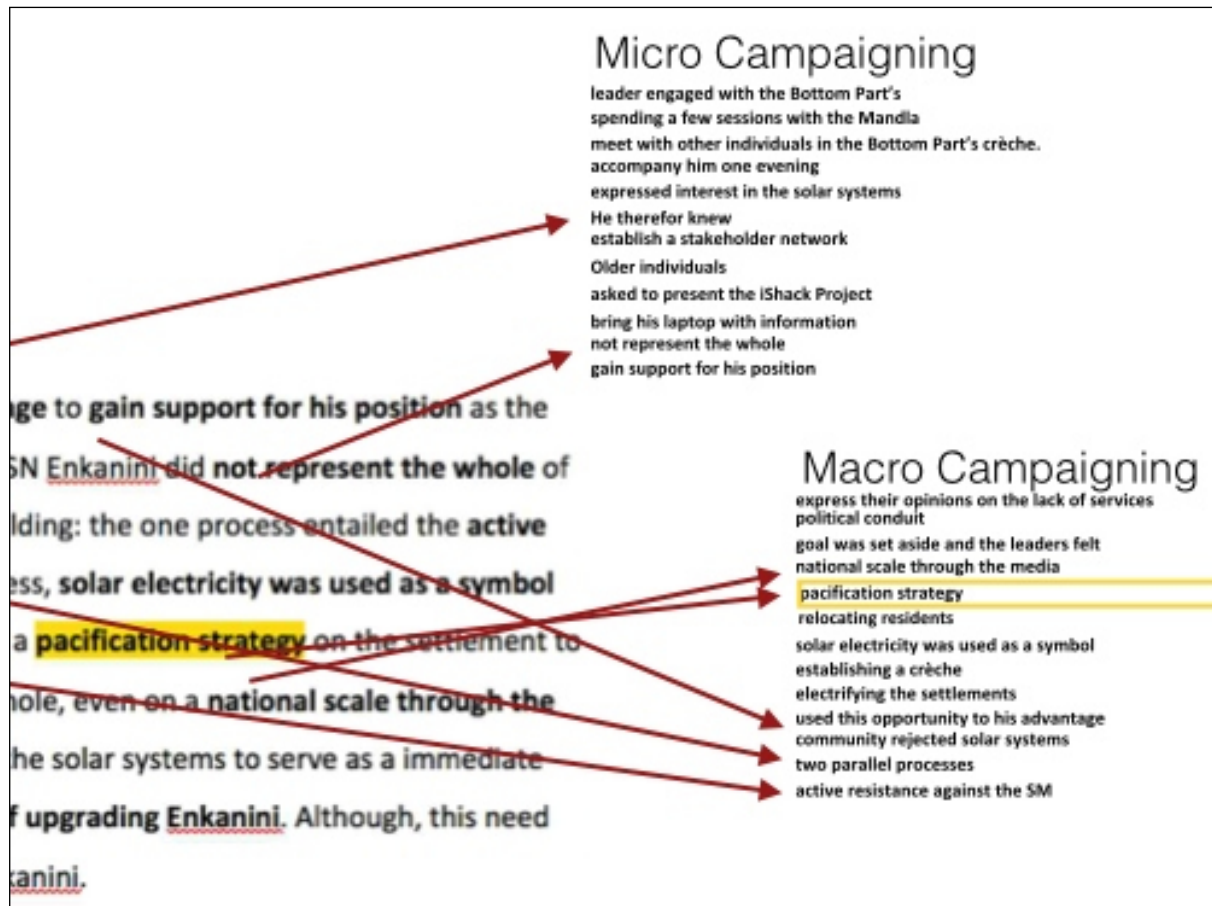 Micro Campaigning
leader engaged with the Bottom Part's
spending a few sessions with the Mandla
meet with other individuals in the Bottom Part's crèche.
accompany him one evening
expressed interest in the solar systems
He therefor knew
establish a stakeholder network
Older individuals
asked to present the iShack Project
bring his laptop with information
not represent the whole
gain support for his position
ge to gain support for his position as the
SN Enkanini did not represent the whole of
lding: the one process entailed the active
ess, solar electricity was used as a symbol
a pacification strategy on the settlement to
hole, even on a national scale through the
he solar systems to serve as a immediate
f upgrading Enkanini. Although, this need
kanini.
Macro Campaigning
express their opinions on the lack of services
political conduit
goal was set aside and the leaders felt
national scale through the media
pacification strategy
relocating residents
solar electricity was used as a symbol
establishing a crèche
electrifying the settlements
used this opportunity to his advantage
community rejected solar systems
two parallel processes
active resistance against the SM